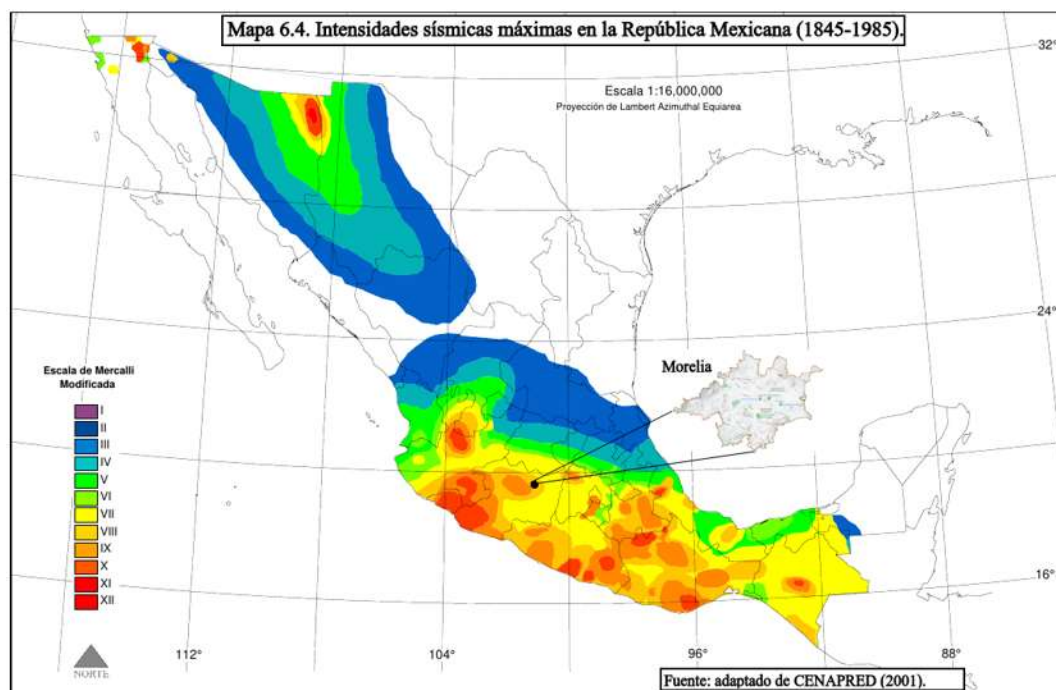 Mapa 6.4. Intensidades sísmicas máximas en la República Mexicana (1845-1985).
32°
Escala 1:16,000,000
Proyección de Lambert Azimuthal Equiarea
24°
Morelia
Escala de Mercalli
Modificada
I
II
III
IV
V
VI
VII
VIII
IX
X
XI
XII
16°
NORTE
112°
104°
96°
88°
Fuente: adaptado de CENAPRED (2001).